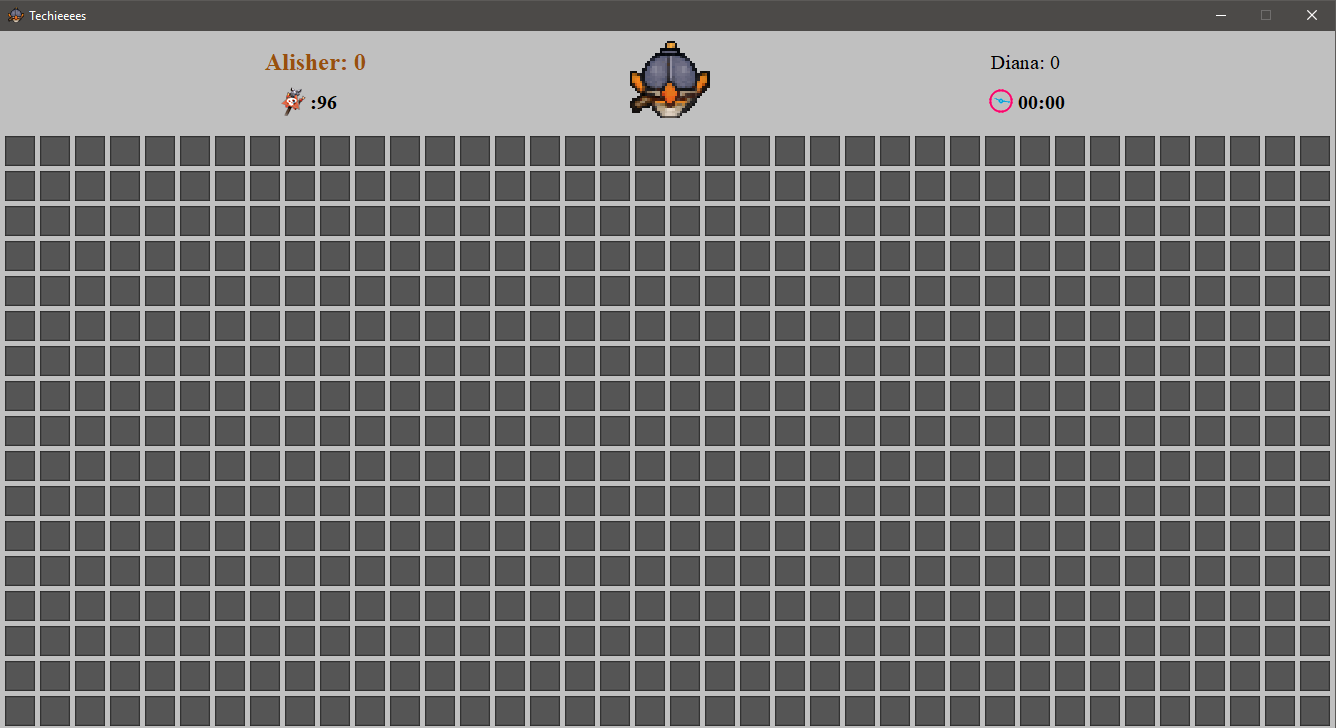 Techieeees
Alisher: 0
Diana: 0
:96
00:00